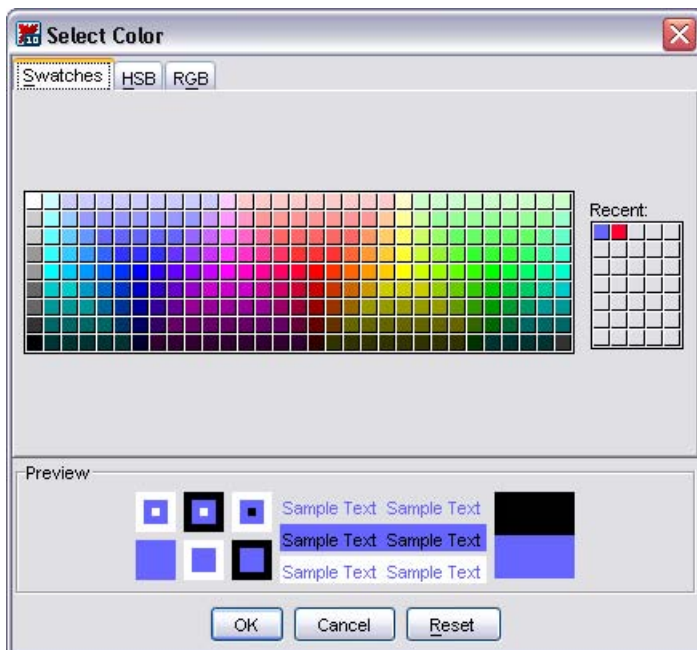 Select Color
Swatches HSB RGB
Recent:
Preview
Sample Text Sample Text
Sample Text Sample Text
Sample Text Sample Text
OK Cancel Reset